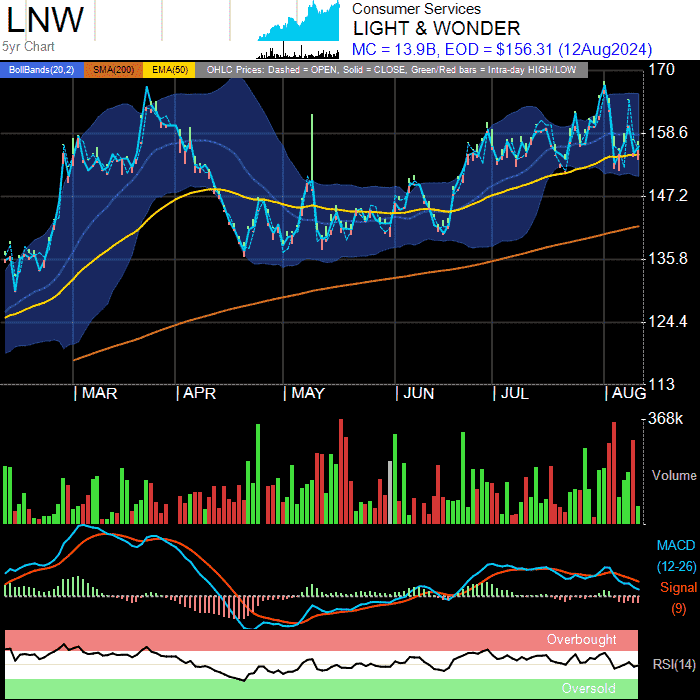 LNW
5yr Chart
Consumer Services
LIGHT & WONDER
MC = 13.9B, EOD = $156.31 (12Aug2024)
BollBands(20,2) SMA(200) EMA(50) OHLC Prices: Dashed = OPEN, Solid = CLOSE, Green/Red bars = Intra-day HIGH/LOW
170
158.6
147.2
135.8
124.4
113
MAR APR MAY JUN JUL AUG
368k
Volume
MACD
(12-26)
Signal
(9)
Overbought
RSI(14)
Oversold